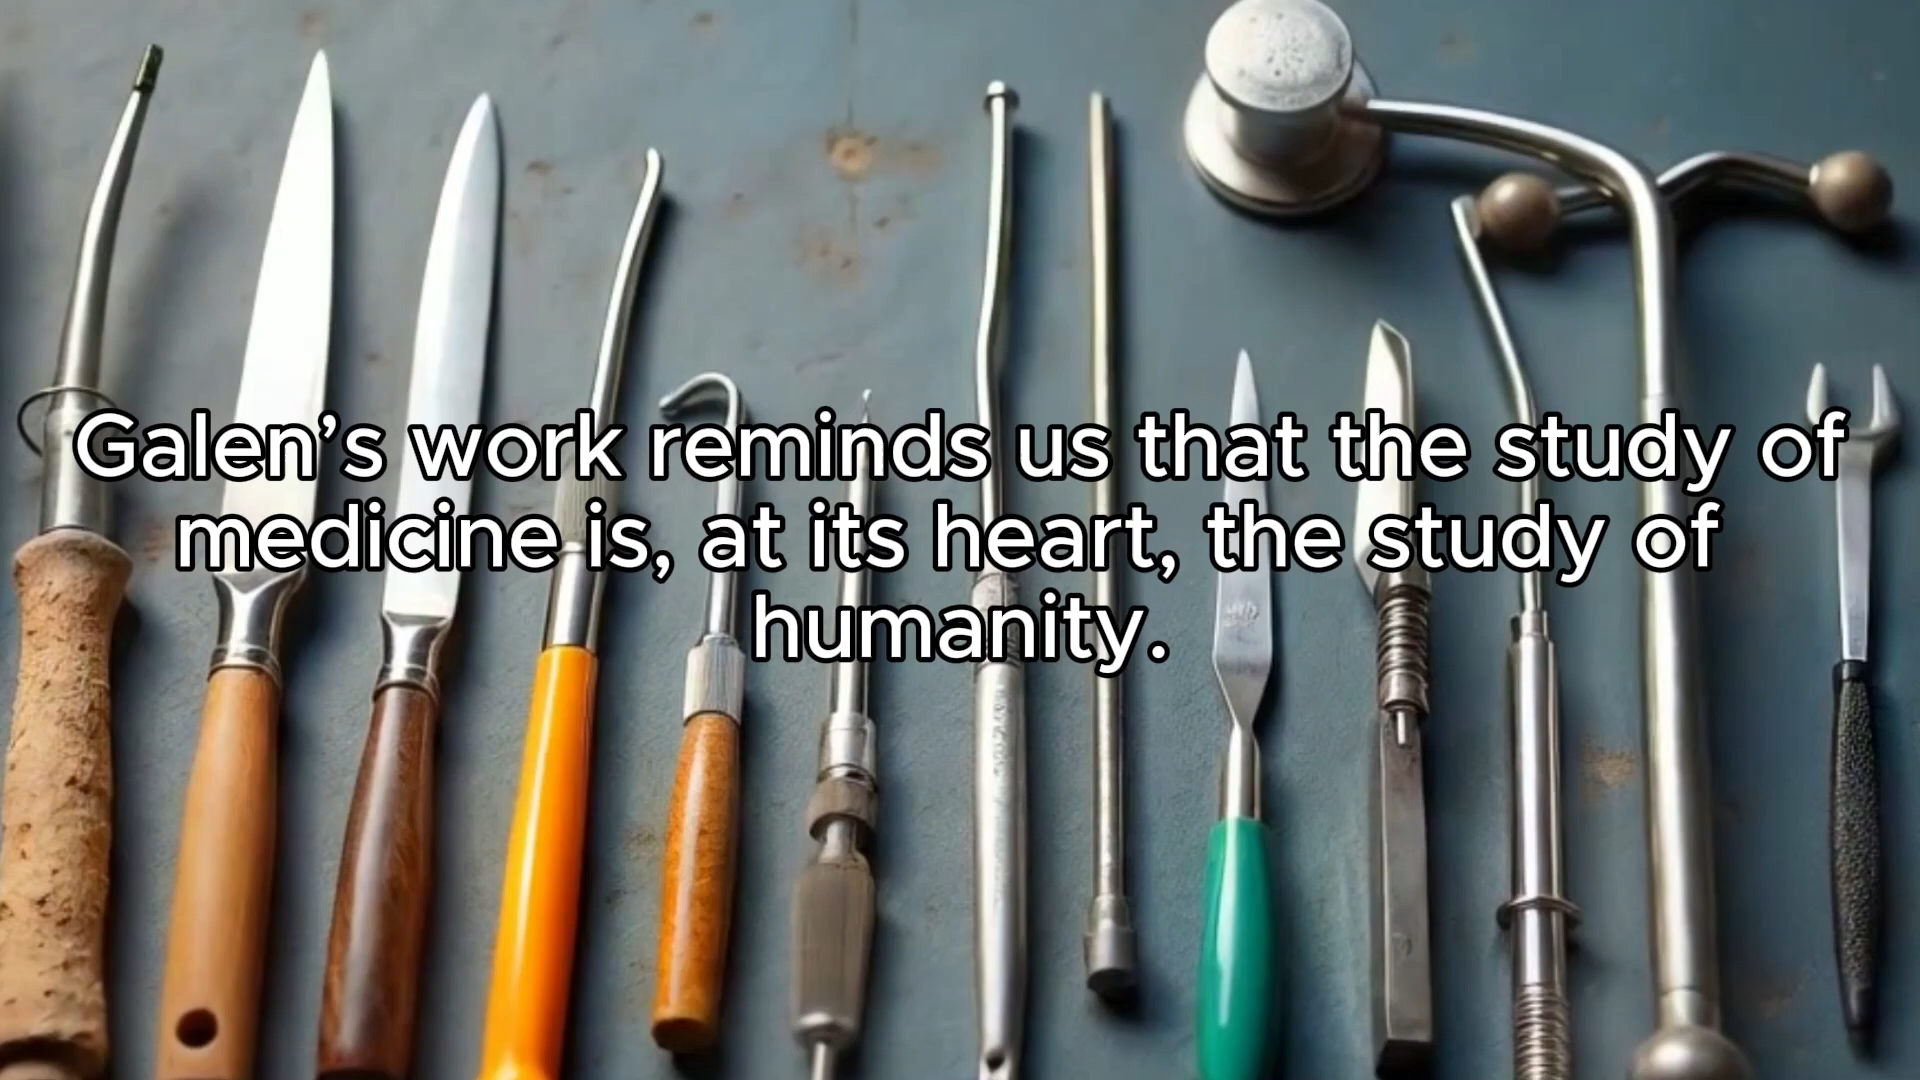 Galen’s work reminds us that the study of
medicine is, at its heart, the study of
humanity.